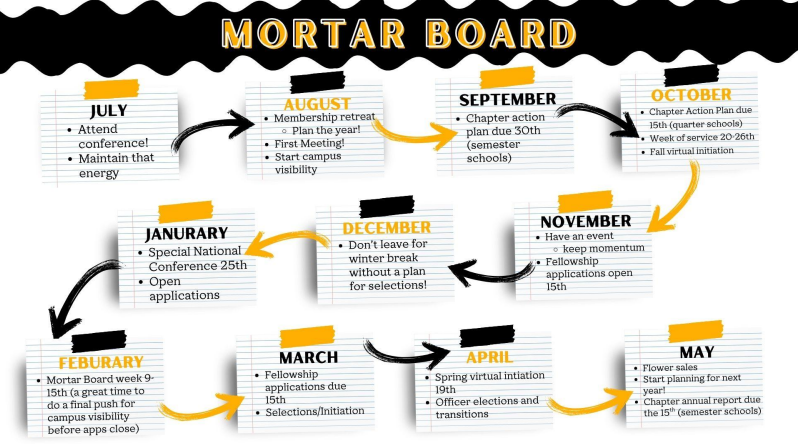 MORTAR BOARD
JULY
• Attend
conference!
• Maintain that
energy
AUGUST
• Membership retreat
○ Plan the year!
• First Meeting!
• Start campus
visibility
SEPTEMBER
• Chapter action
plan due 30th
(semester
schools)
OCTOBER
• Chapter Action Plan due
15th (quarter schools)
• Week of service 20-26th
• Fall virtual initiation
NOVEMBER
• Have an event
○ keep momentum
• Fellowship
applications open
15th
DECEMBER
• Don't leave for
winter break
without a plan
for selections!
JANURARY
• Special National
Conference 25th
• Open
applications
FEBURARY
• Mortar Board week 9-
15th (a great time to
do a final push for
campus visibility
before apps close)
MARCH
• Fellowship
applications due
15th
• Selections/Initiation
APRIL
• Spring virtual intiation
19th
• Officer elections and
transitions
MAY
• Flower sales
• Start planning for next
year!
• Chapter annual report due
the 15th (semester schools)